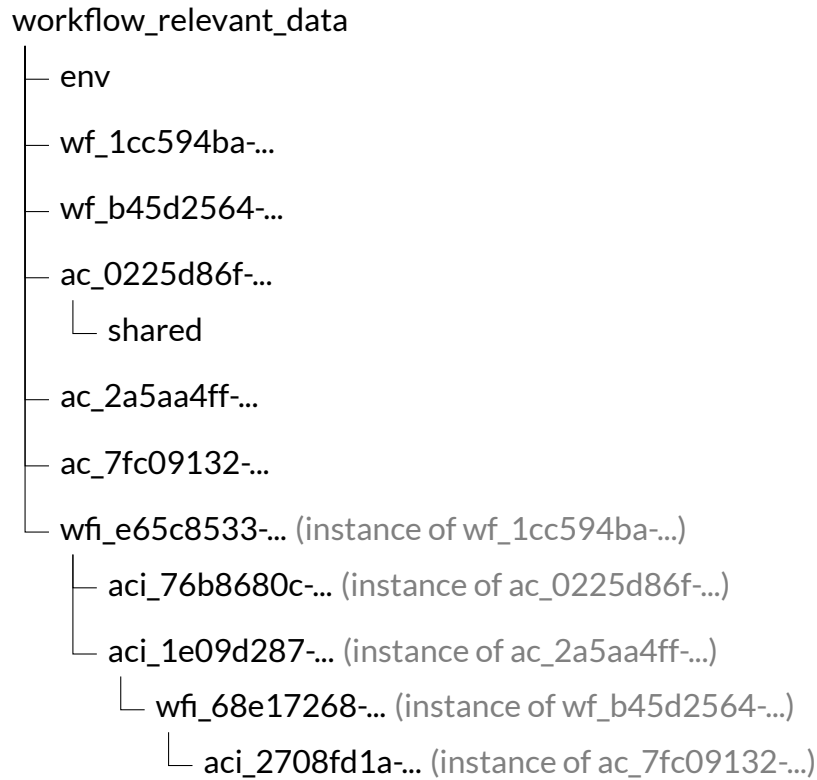 workflow_relevant_data
env
wf_1cc594ba-...
wf_b45d2564-...
ac_0225d86f-...
shared
ac_2a5aa4ff-...
ac_7fc09132-...
wfi_e65c8533-... (instance of wf_1cc594ba-...)
aci_76b8680c-... (instance of ac_0225d86f-...)
aci_1e09d287-... (instance of ac_2a5aa4ff-...)
wfi_68e17268-... (instance of wf_b45d2564-...)
aci_2708fd1a-... (instance of ac_7fc09132-...)